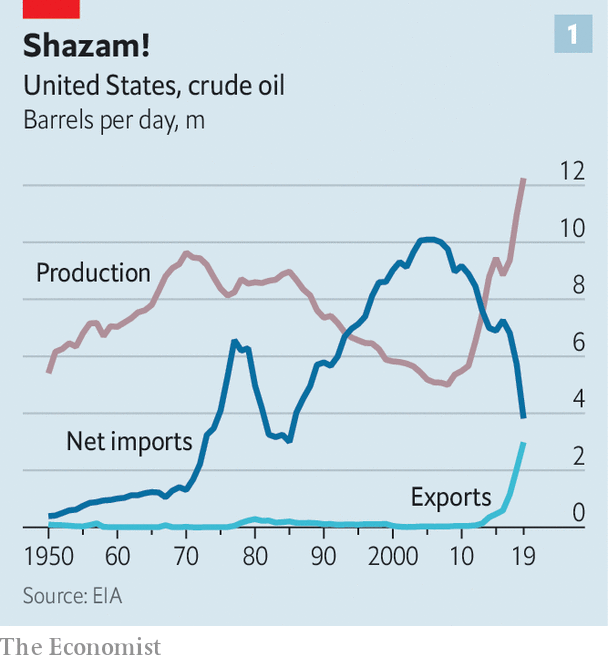 Shazam!
1
United States, crude oil
Barrels per day, m
12
10
Production
8
6
4
Net imports
2
Exports
0
1950 60 70 80 90 2000 10 19
Source: EIA
The Economist